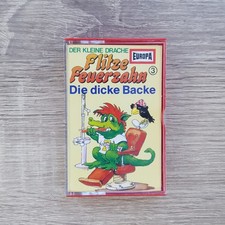 DER KLEINE DRACHE
EUROPA
Flitze
Feuerzahn
3
Die dicke Backe